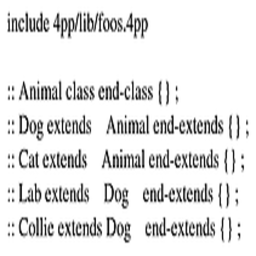 include 4pp/lib/foos.4pp
:: Animal class end-class { } ;
:: Dog extends Animal end-extends { } ;
:: Cat extends Animal end-extends { } ;
:: Lab extends Dog end-extends { } ;
:: Collie extends Dog end-extends { } ;